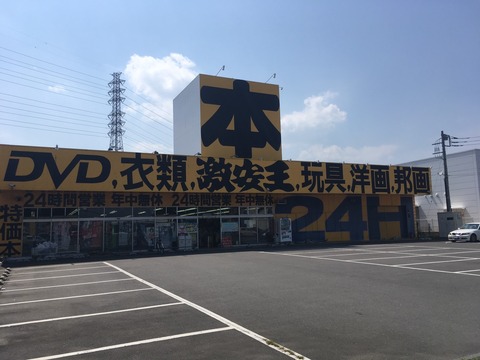 本
DVD,衣類,激安王,玩具,洋画,邦画
24時間営業 年中無休 24時間営業 年中無休
24H
・特価本